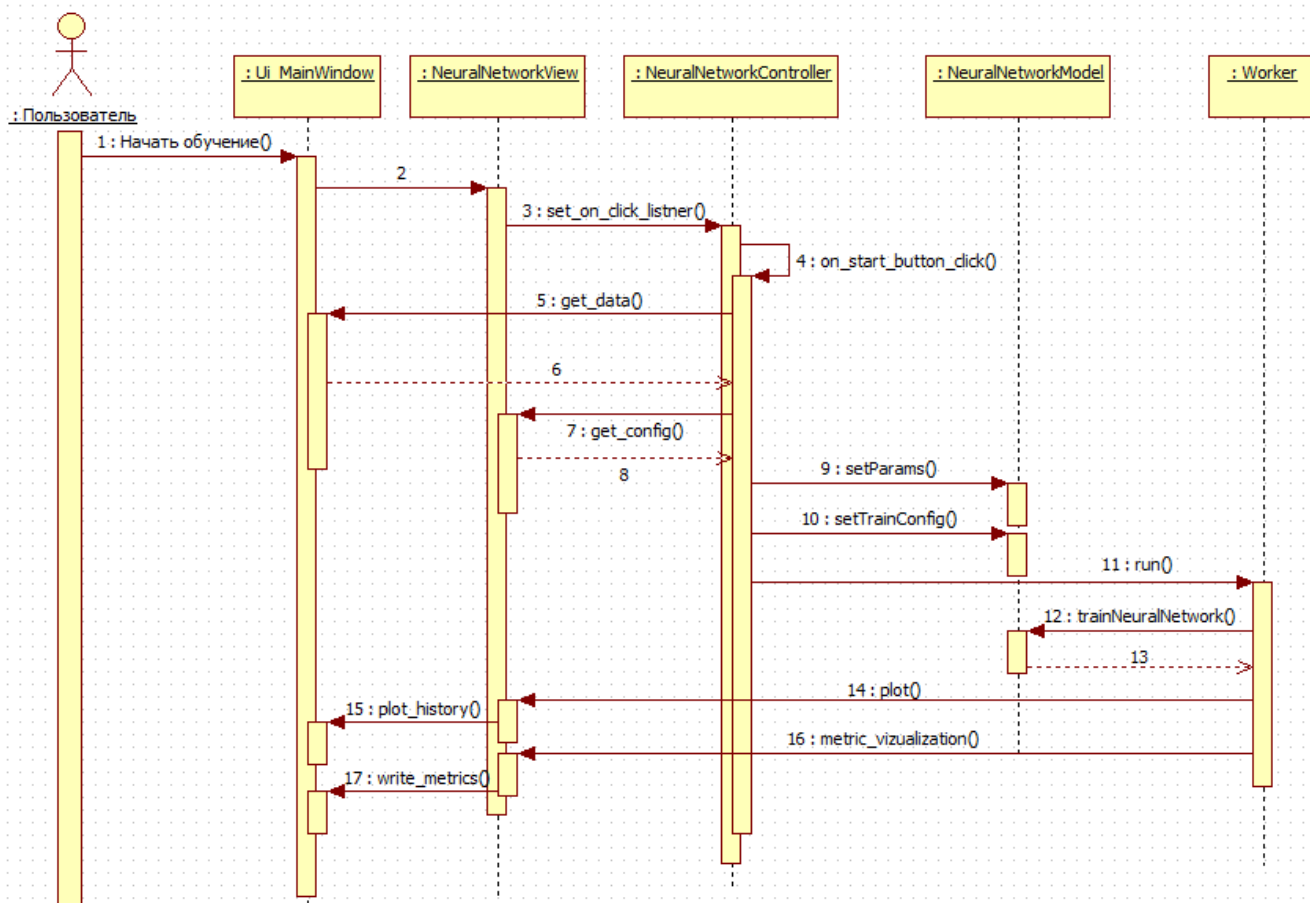 : Ui_MainWindow
: NeuralNetworkView
: NeuralNetworkController
: NeuralNetworkModel
: Worker
: Пользователь
1 : Начать обучение()
2
3 : set_on_click_listner()
4 : on_start_button_click()
5 : get_data()
6
7 : get_config()
8
9 : setParams()
10 : setTrainConfig()
11 : run()
12 : trainNeuralNetwork()
13
14 : plot()
15 : plot_history()
16 : metric_vizualization()
17 : write_metrics()